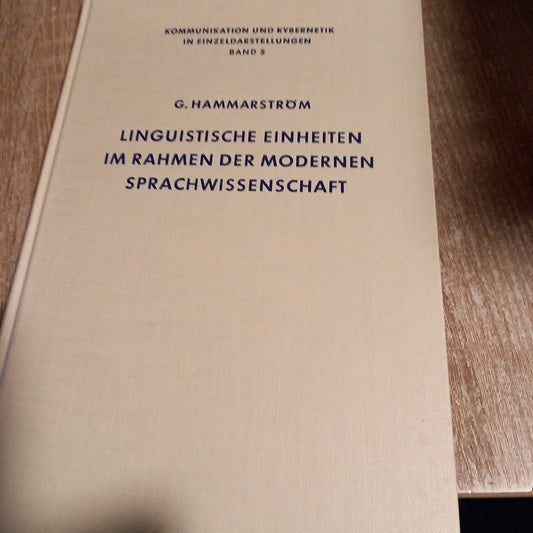 KOMMUNIKATION UND KYBERNETIK
IN EINZELDARSTELLUNGEN
BAND 5
G. HAMMARSTRÖM
LINGUISTISCHE EINHEITEN
IM RAHMEN DER MODERNEN
SPRACHWISSENSCHAFT